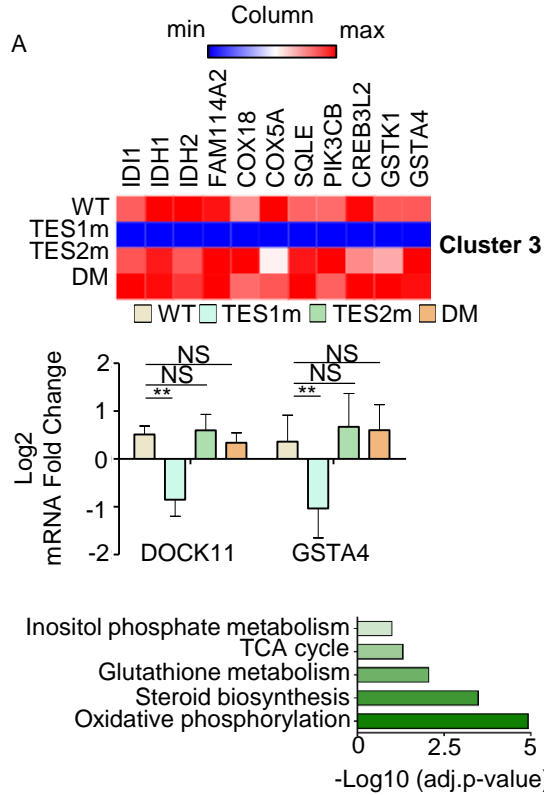 A
Column
min
max
IDI1
IDH1
IDH2
FAM114A2
COX18
COX5A
SQLE
PIK3CB
CREB3L2
GSTK1
GSTA4
WT
TES1m
TES2m
DM
Cluster 3
WT TES1m TES2m DM
Log2
mRNA Fold Change
2
1
0
-1
-2
NS
NS
**
NS
NS
**
DOCK11
GSTA4
Inositol phosphate metabolism
TCA cycle
Glutathione metabolism
Steroid biosynthesis
Oxidative phosphorylation
0 2.5 5
-Log10 (adj.p-value)